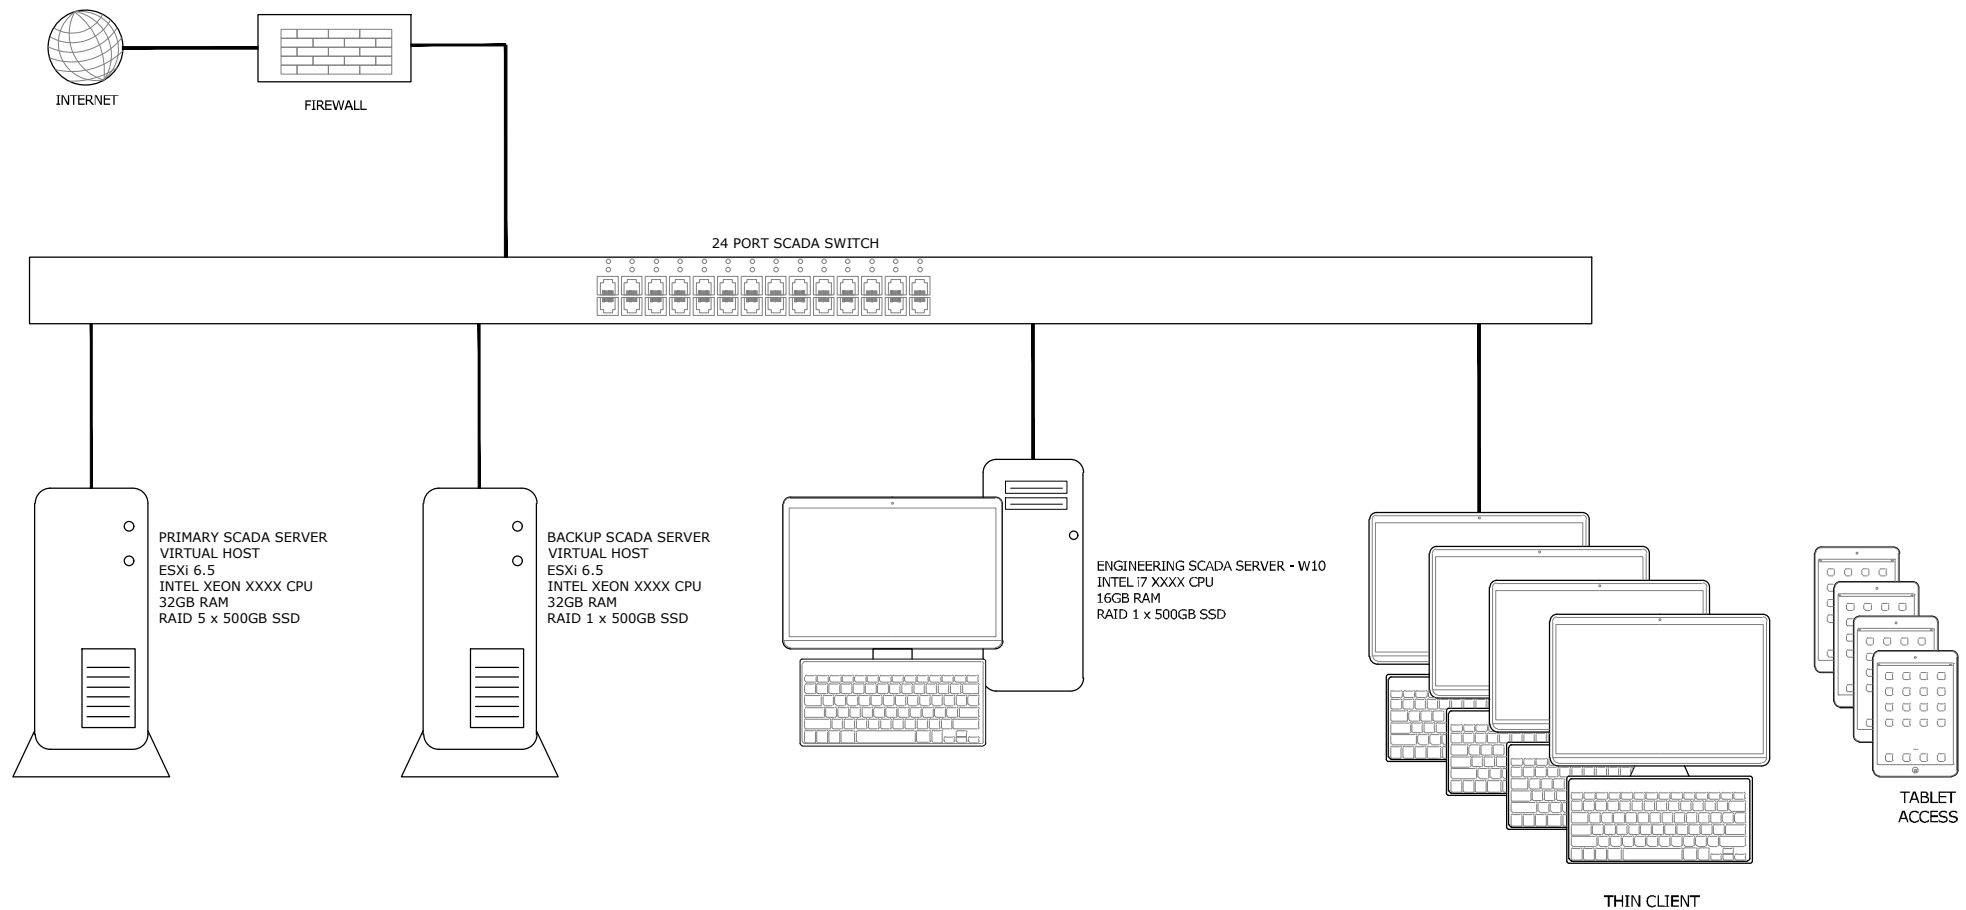 INTERNET
FIREWALL
24 PORT SCADA SWITCH
PRIMARY SCADA SERVER
VIRTUAL HOST
ESXi 6.5
INTEL XEON XXXX CPU
32GB RAM
RAID 5 x 500GB SSD
BACKUP SCADA SERVER
VIRTUAL HOST
ESXi 6.5
INTEL XEON XXXX CPU
32GB RAM
RAID 1 x 500GB SSD
ENGINEERING SCADA SERVER - W10
INTEL i7 XXXX CPU
16GB RAM
RAID 1 x 500GB SSD
TABLET
ACCESS
THIN CLIENT